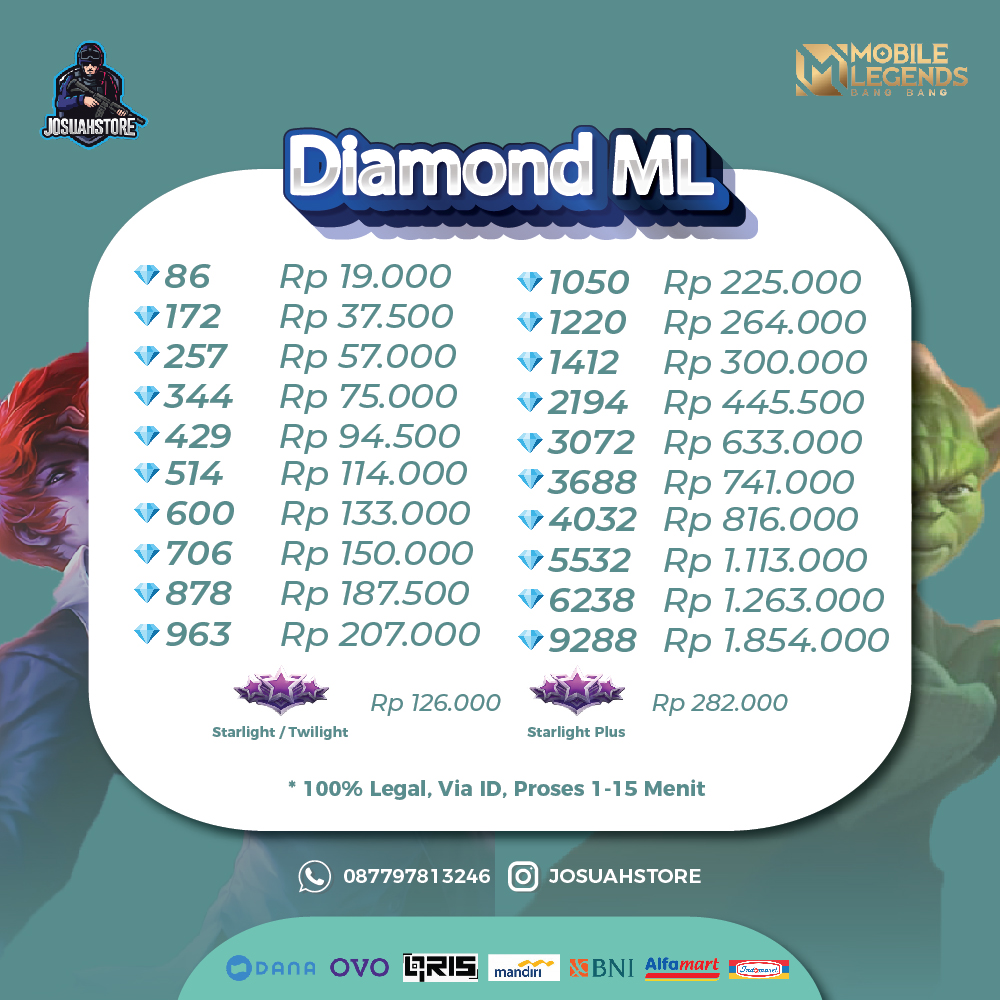 JOSUAHSTORE
MOBILE
LEGENDS
BANG BANG
Diamond ML
86 Rp 19.000
172 Rp 37.500
257 Rp 57.000
344 Rp 75.000
429 Rp 94.500
514 Rp 114.000
600 Rp 133.000
706 Rp 150.000
878 Rp 187.500
963 Rp 207.000
1050 Rp 225.000
1220 Rp 264.000
1412 Rp 300.000
2194 Rp 445.500
3072 Rp 633.000
3688 Rp 741.000
4032 Rp 816.000
5532 Rp 1.113.000
6238 Rp 1.263.000
9288 Rp 1.854.000
Starlight / Twilight Rp 126.000
Starlight Plus Rp 282.000
* 100% Legal, Via ID, Proses 1-15 Menit
087797813246 JOSUAHSTORE
DANA OVO QRIS mandiri BNI Alfamart Indomaret